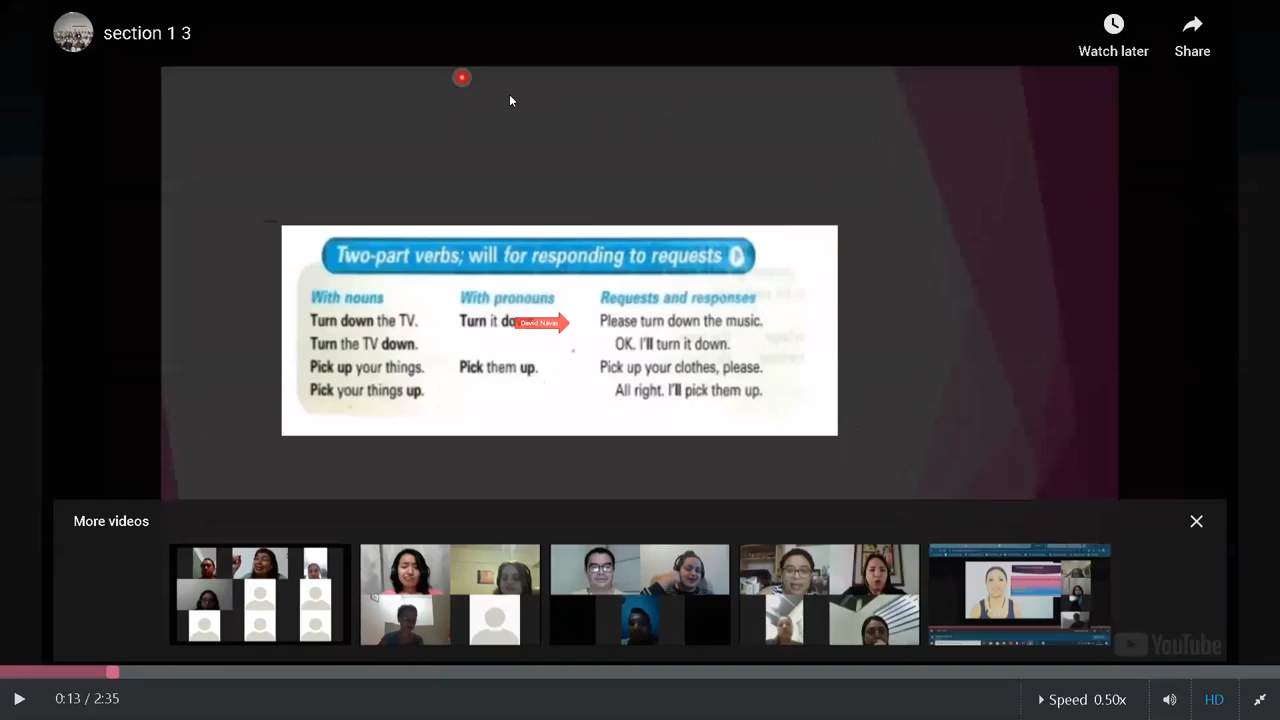 section 1 3
Watch later
Share
Two-part verbs; will for responding to requests
With nouns With pronouns Requests and responses
Turn down the TV. Turn it do David Navas Please turn down the music.
Turn the TV down. OK. I'll turn it down.
Pick up your things. Pick them up. Pick up your clothes, please.
Pick your things up. All right. I'll pick them up.
More videos
YouTube
0:13 / 2:35
Speed 0.50x
HD